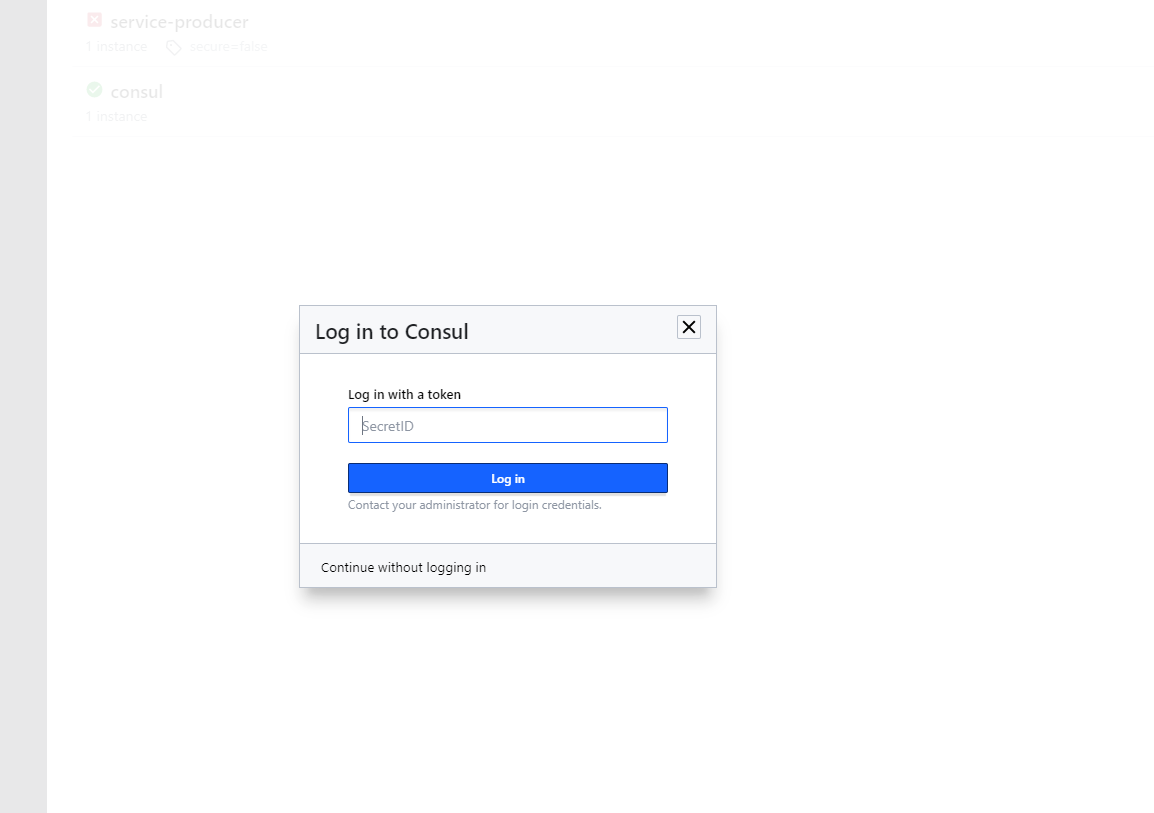 service-producer
1 instance secure=false
consul
1 instance
Log in to Consul
Log in with a token
SecretID
Log in
Contact your administrator for login credentials.
Continue without logging in